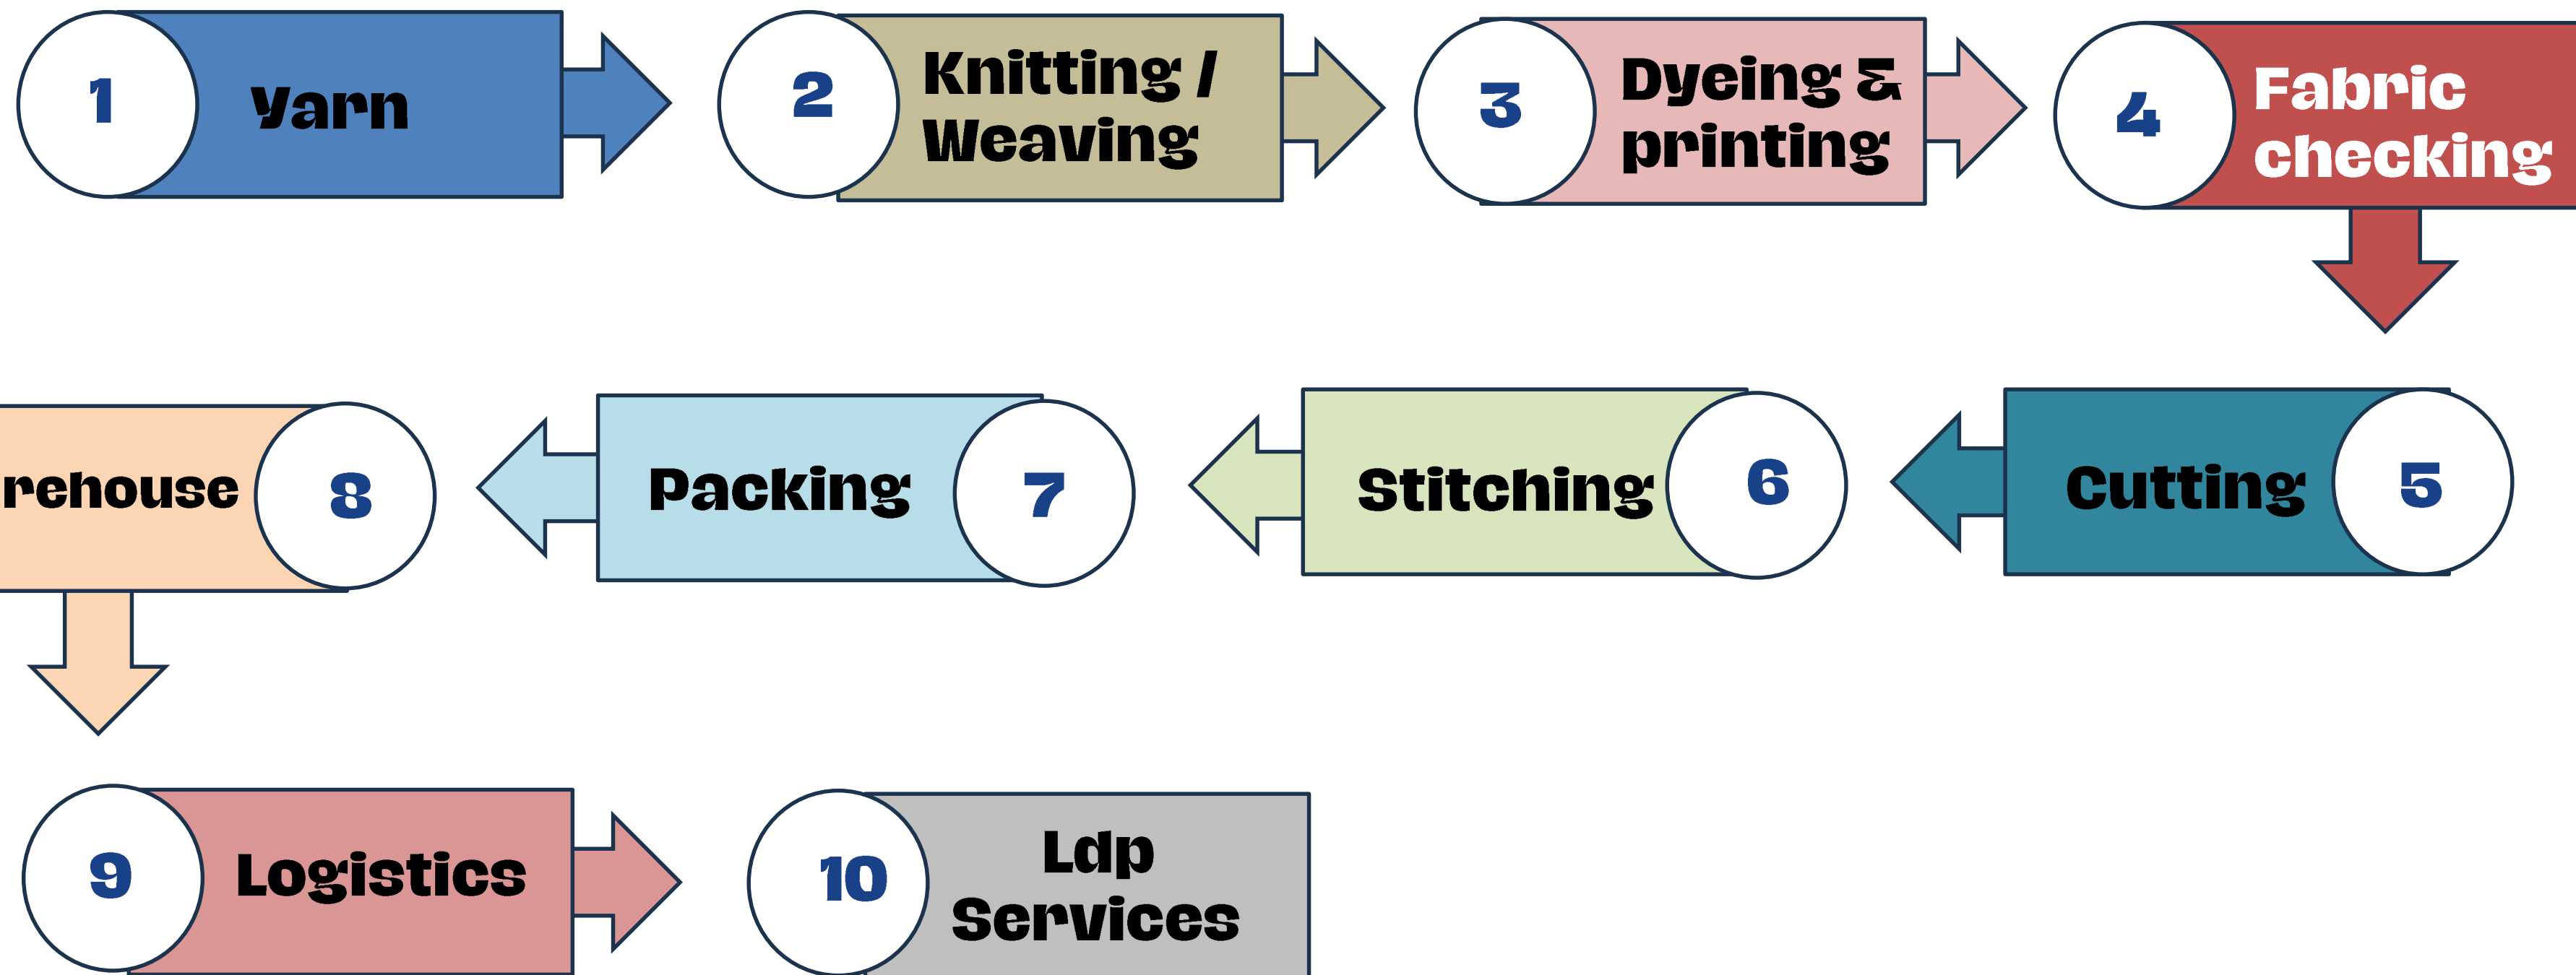 1 Yarn
2 Knitting /
Weaving
3 Dyeing &
printing
4 Fabric
checking
rehouse 8
Packing 7
Stitching 6
Cutting 5
9 Logistics
10 Ldp
Services